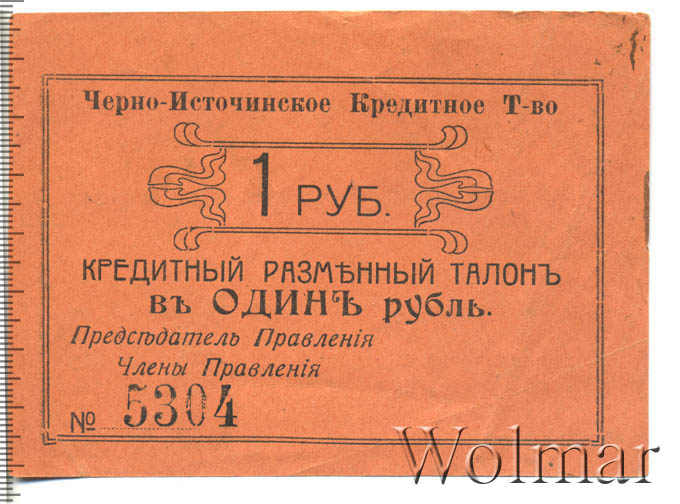 Черно-Источинское Кредитное Т-во
1 РУБ.
КРЕДИТНЫЙ РАЗМѢННЫЙ ТАЛОНЪ
въ ОДИНЪ рубль.
Предсѣдатель Правленія
Члены Правленія
№ 5304
Wolmar